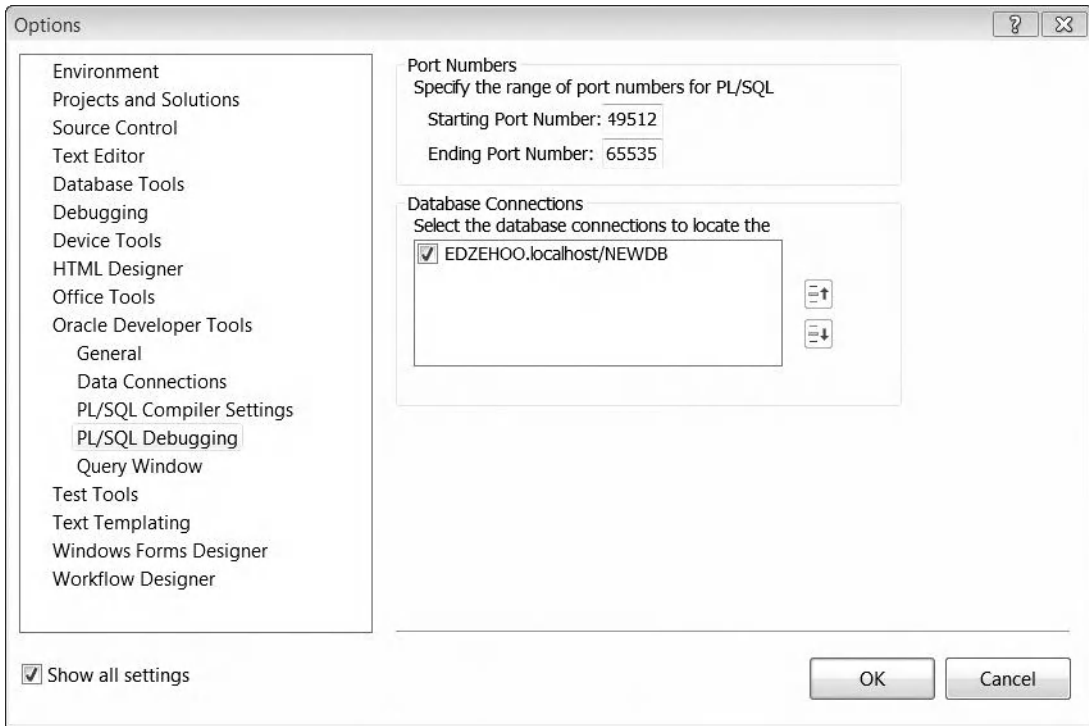 Options
Environment
Projects and Solutions
Source Control
Text Editor
Database Tools
Debugging
Device Tools
HTML Designer
Office Tools
Oracle Developer Tools
General
Data Connections
PL/SQL Compiler Settings
PL/SQL Debugging
Query Window
Test Tools
Text Templating
Windows Forms Designer
Workflow Designer
Show all settings
Port Numbers
Specify the range of port numbers for PL/SQL
Starting Port Number: 49512
Ending Port Number: 65535
Database Connections
Select the database connections to locate the
EDZEHOO.localhost/NEWDB
OK
Cancel